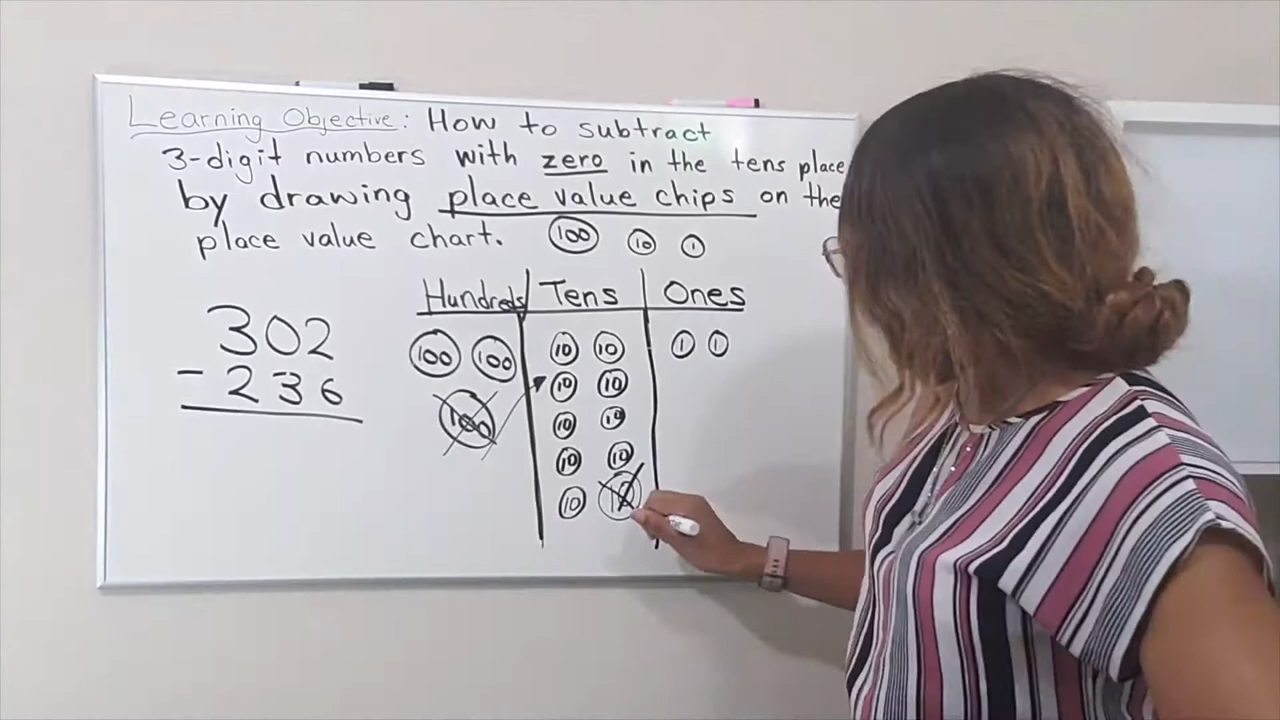 Learning Objective: How to subtract
3-digit numbers with zero in the tens place
by drawing place value chips on the
place value chart. 100 10 1
Hundreds Tens Ones
302
- 236
100 100 10 10 1 1
10 10
100 10 10
10 10
10 10